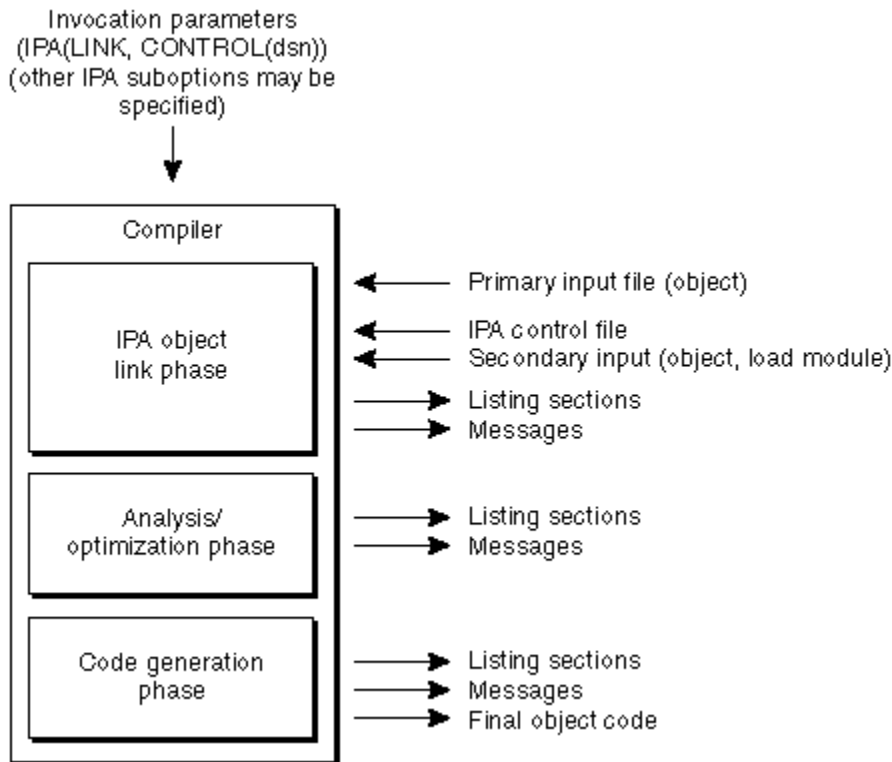 Invocation parameters
(IPA(LINK, CONTROL(dsn))
(other IPA suboptions may be
specified)
Compiler
IPA object
link phase
Primary input file (object)
IPA control file
Secondary input (object, load module)
Listing sections
Messages
Analysis/
optimization phase
Listing sections
Messages
Code generation
phase
Listing sections
Messages
Final object code